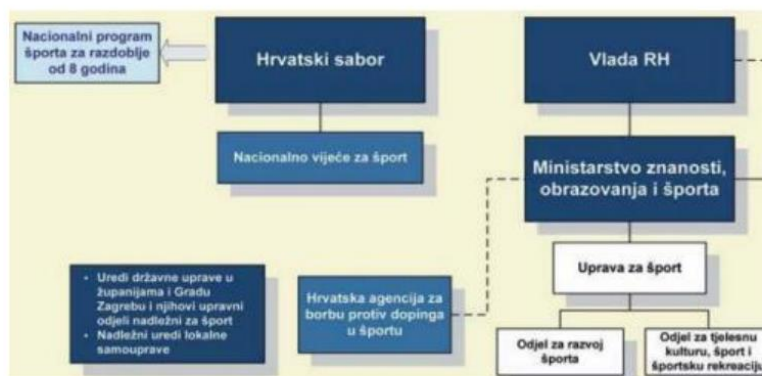 Nacionalni program
športa za razdoblje
od 8 godina
Hrvatski sabor
Vlada RH
Nacionalno vijeće za šport
Ministarstvo znanosti,
obrazovanja i športa
• Uredi državne uprave u
županijama i Gradu
Zagrebu i njihovi upravni
odjeli nadležni za šport
• Nadležni uredi lokalne
samouprave
Hrvatska agencija za
borbu protiv dopinga
u športu
Uprava za šport
Odjel za razvoj
športa
Odjel za tjelesnu
kulturu, šport i
športsku rekreaciju